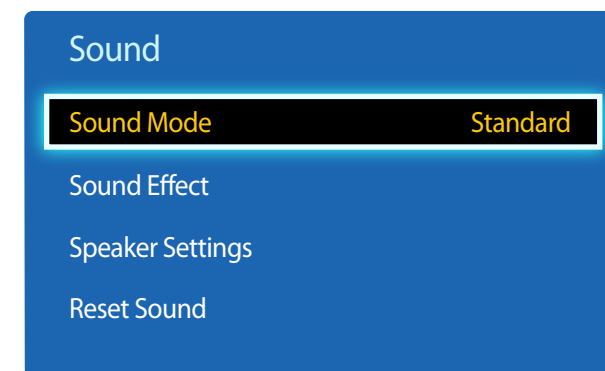 Sound
Sound Mode Standard
Sound Effect
Speaker Settings
Reset Sound